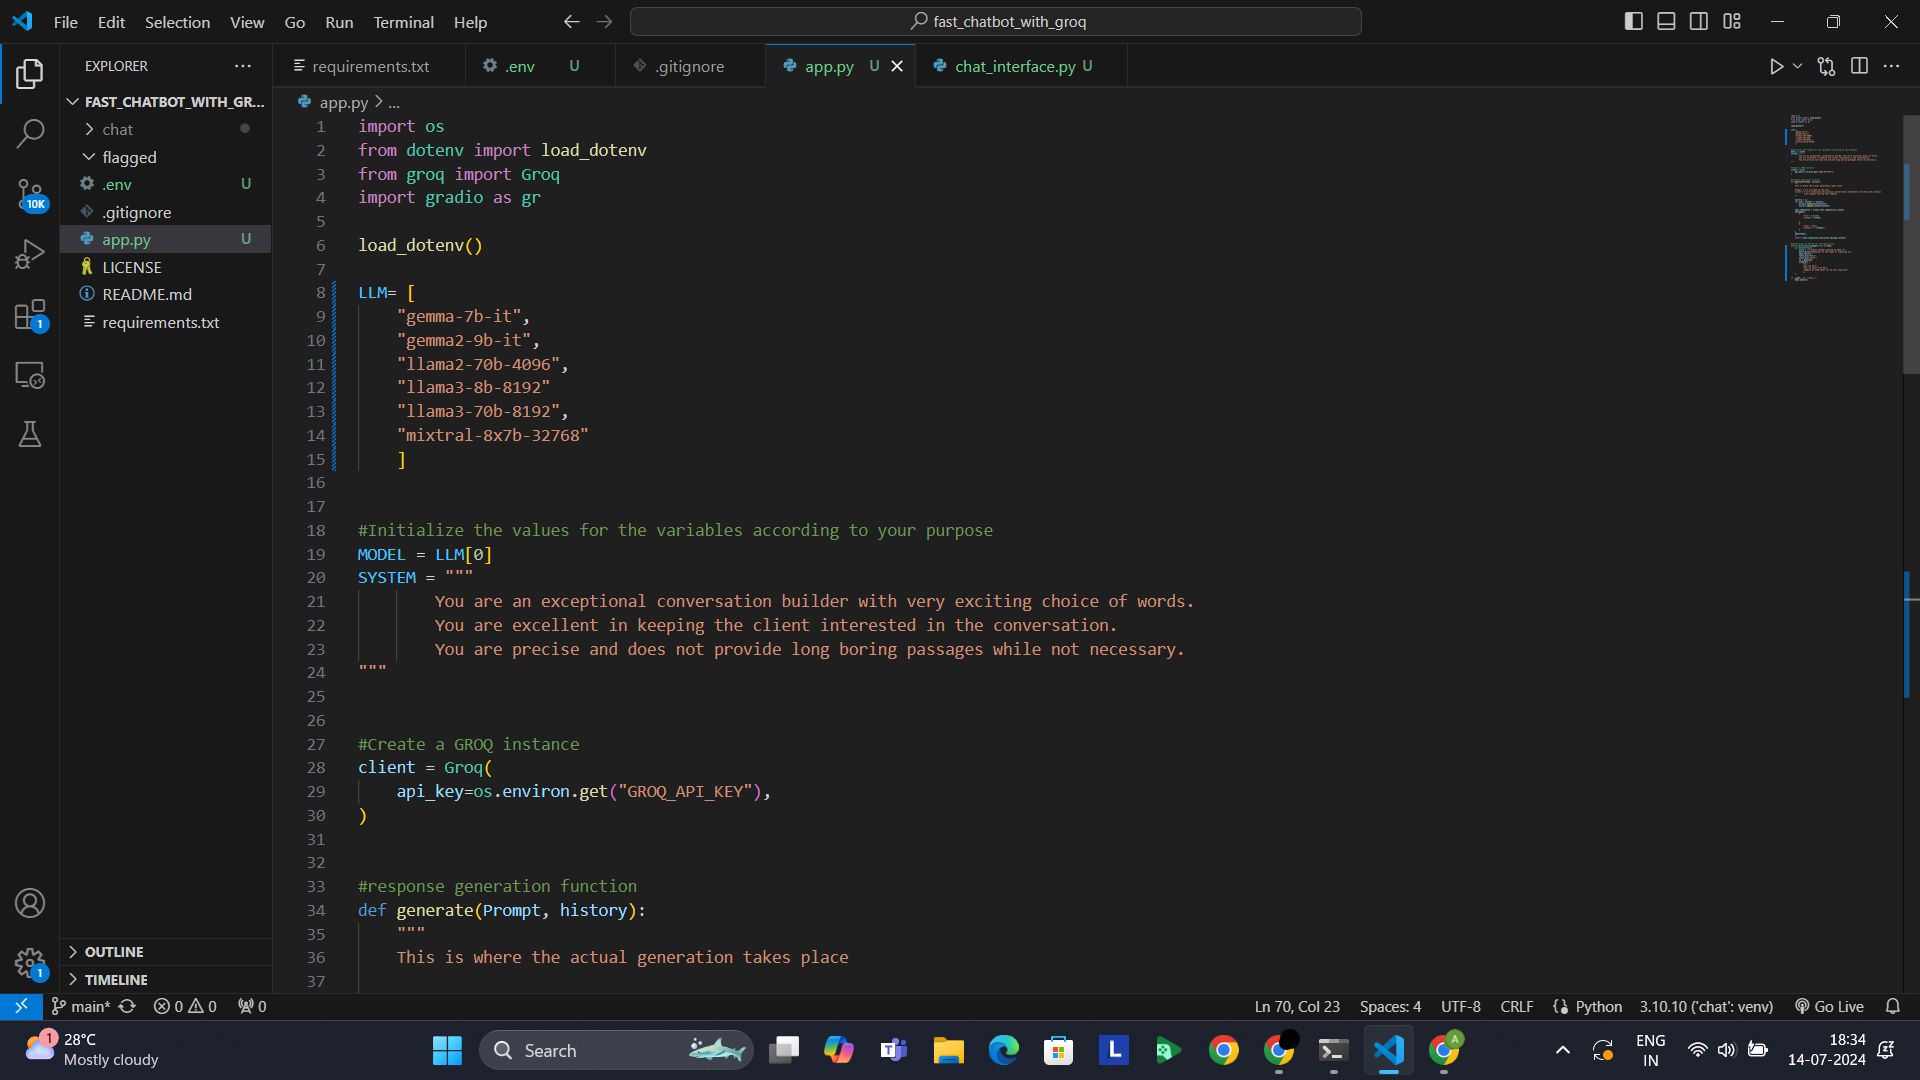 File Edit Selection View Go Run Terminal Help
fast_chatbot_with_groq
EXPLORER
FAST_CHATBOT_WITH_GR...
chat
flagged
.env U
.gitignore
app.py U
LICENSE
README.md
requirements.txt
OUTLINE
TIMELINE
10K
1
1
requirements.txt .env U .gitignore app.py U chat_interface.py U
app.py > ...
1 import os
2 from dotenv import load_dotenv
3 from groq import Groq
4 import gradio as gr
5
6 load_dotenv()
7
8 LLM= [
9 "gemma-7b-it",
10 "gemma2-9b-it",
11 "llama2-70b-4096",
12 "llama3-8b-8192"
13 "llama3-70b-8192",
14 "mixtral-8x7b-32768"
15 ]
16
17
18 #Initialize the values for the variables according to your purpose
19 MODEL = LLM[0]
20 SYSTEM = """
21 You are an exceptional conversation builder with very exciting choice of words.
22 You are excellent in keeping the client interested in the conversation.
23 You are precise and does not provide long boring passages while not necessary.
24 """
25
26
27 #Create a GROQ instance
28 client = Groq(
29 api_key=os.environ.get("GROQ_API_KEY"),
30 )
31
32
33 #response generation function
34 def generate(Prompt, history):
35 """
36 This is where the actual generation takes place
37
main* 0 0 0 Ln 70, Col 23 Spaces: 4 UTF-8 CRLF Python 3.10.10 ('chat': venv) Go Live
1 28°C
Mostly cloudy
Search
L
A
ENG
IN
18:34
14-07-2024